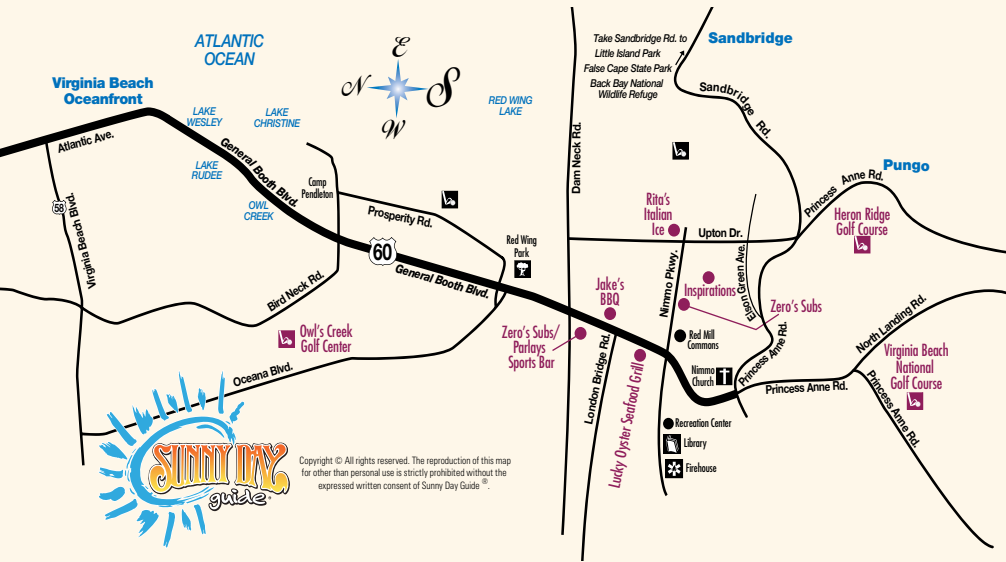 ATLANTIC
OCEAN
E
N
S
W
Take Sandbridge Rd. to
Little Island Park
False Cape State Park
Back Bay National
Wildlife Refuge
Sandbridge
Virginia Beach
Oceanfront
RED WING
LAKE
LAKE
WESLEY
LAKE
CHRISTINE
LAKE
RUDEE
OWL
CREEK
Atlantic Ave.
General Booth Blvd.
Camp
Pendleton
Dam Neck Rd.
Sandbridge Rd.
Pungo
Princess Anne Rd.
58
Virginia Beach Blvd.
Prosperity Rd.
Rita's
Italian
Ice
Upton Dr.
Heron Ridge
Golf Course
60
General Booth Blvd.
Red Wing
Park
Nimmo Pkwy.
Elson Green Ave.
Inspirations
Bird Neck Rd.
Jake's
BBQ
Zero's Subs
Owl's Creek
Golf Center
Zero's Subs/
Parlays
Sports Bar
London Bridge Rd.
Lucky Oyster Seafood Grill
Red Mill
Commons
Nimmo
Church
Princess Anne Rd.
North Landing Rd.
Virginia Beach
National
Golf Course
Oceana Blvd.
Princess Anne Rd.
Princess Anne Rd.
Recreation Center
Library
Firehouse
SUNNY DAY
guide®
Copyright © All rights reserved. The reproduction of this map
for other than personal use is strictly prohibited without the
expressed written consent of Sunny Day Guide ®.